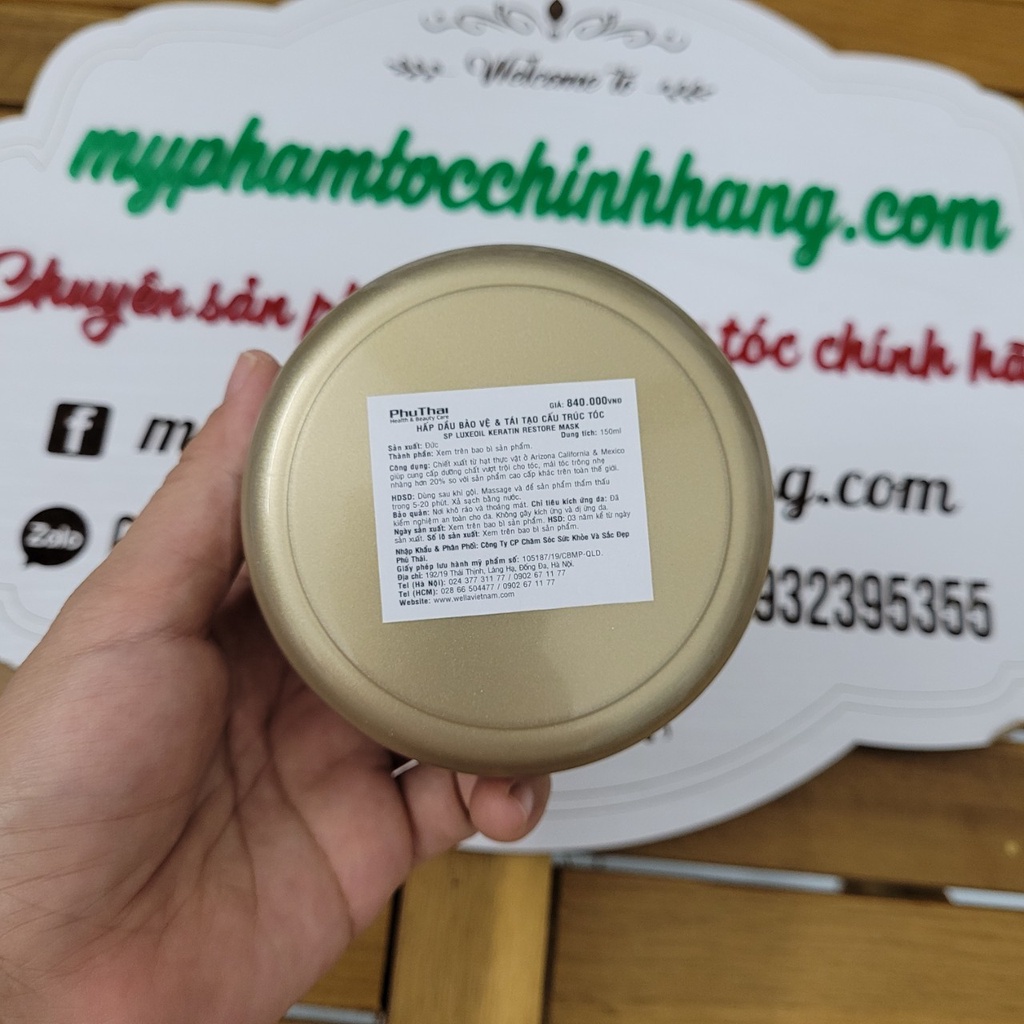 Welcome to
myphamtocchinhhang.com
Chuyên sản
tóc chính
f m
g.com
Zalo
932395355
PhuThai
Health & Beauty Care
GIÁ: 840.000VNĐ
HẤP DẦU BẢO VỆ & TÁI TẠO CẤU TRÚC TÓC
SP LUXEOIL KERATIN RESTORE MASK
Sản xuất: Đức
Dung tích: 150ml
Thành phần: Xem trên bao bì sản phẩm.
Công dụng: Chiết xuất từ hạt thực vật ở Arizona California & Mexico
giúp cung cấp dưỡng chất vượt trội cho tóc, mái tóc trông nhẹ
nhàng hơn 20% so với sản phẩm cao cấp khác trên toàn thế giới.
HDSD: Dùng sau khi gội. Massage và để sản phẩm thẩm thấu
trong 5-20 phút. Xả sạch bằng nước.
Bảo quản: Nơi khô ráo và thoáng mát. Chỉ tiêu kích ứng da: Đã
kiểm nghiệm an toàn cho da. Không gây kích ứng và dị ứng da.
Ngày sản xuất: Xem trên bao bì sản phẩm. HSD: 03 năm kể từ ngày
sản xuất. Số lô sản xuất: Xem trên bao bì sản phẩm.
Nhập Khẩu & Phân Phối: Công Ty CP Chăm Sóc Sức Khỏe Và Sắc Đẹp
Phú Thái.
Giấy phép lưu hành mỹ phẩm số: 105187/19/CBMP-QLD.
Địa chỉ: 192/19 Thái Thịnh, Láng Hạ, Đống Đa, Hà Nội.
Tel (Hà Nội): 024 377 311 77 / 0902 67 11 77
Tel (HCM): 028 66 504477 / 0902 67 11 77
Website: www.wellavietnam.com